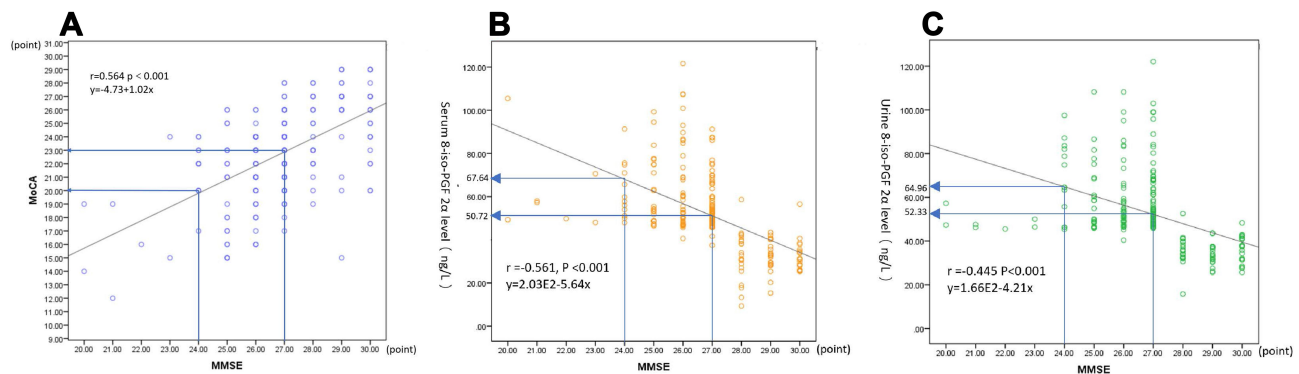 A
(point)
31.00
30.00
29.00
28.00
27.00
26.00
25.00
24.00
23.00
22.00
21.00
20.00
19.00
18.00
17.00
16.00
15.00
14.00
13.00
12.00
11.00
10.00
9.00
MoCA
r=0.564 p < 0.001
y=-4.73+1.02x
20.00 21.00 22.00 23.00 24.00 25.00 26.00 27.00 28.00 29.00 30.00 (point)
MMSE
B
Serum 8-iso-PGF 2α level ( ng/L )
120.00
100.00
80.00
67.64
60.00
50.72
20.00
.00
r =-0.561, P <0.001
y=2.03E2-5.64x
20.00 21.00 22.00 23.00 24.00 25.00 26.00 27.00 28.00 29.00 30.00 (point)
MMSE
C
Urine 8-iso-PGF 2α level ( ng/L )
120.00
100.00
80.00
64.96
60.00
52.33
40.00
20.00
.00
r =-0.445 P<0.001
y=1.66E2-4.21x
20.00 21.00 22.00 23.00 24.00 25.00 26.00 27.00 28.00 29.00 30.00 (point)
MMSE